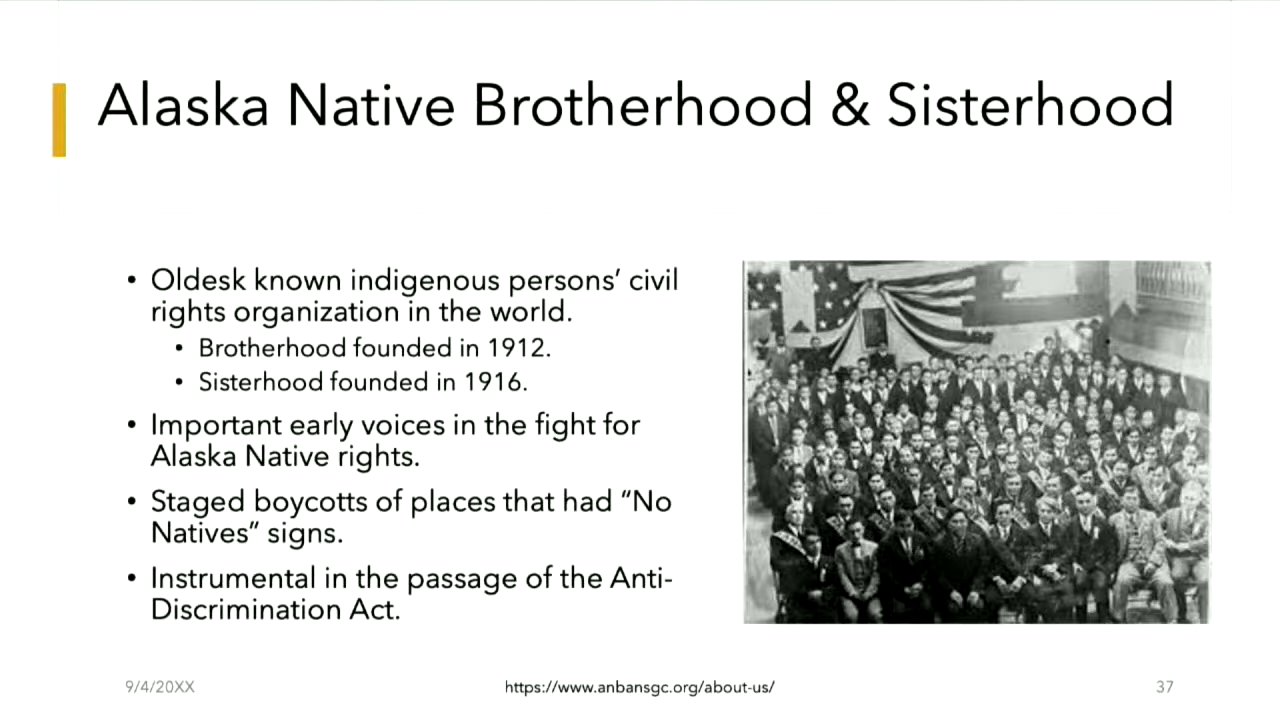 Alaska Native Brotherhood & Sisterhood
• Oldesk known indigenous persons’ civil
rights organization in the world.
• Brotherhood founded in 1912.
• Sisterhood founded in 1916.
• Important early voices in the fight for
Alaska Native rights.
• Staged boycotts of places that had “No
Natives” signs.
• Instrumental in the passage of the Anti-
Discrimination Act.
9/4/20XX
https://www.anbansgc.org/about-us/
37